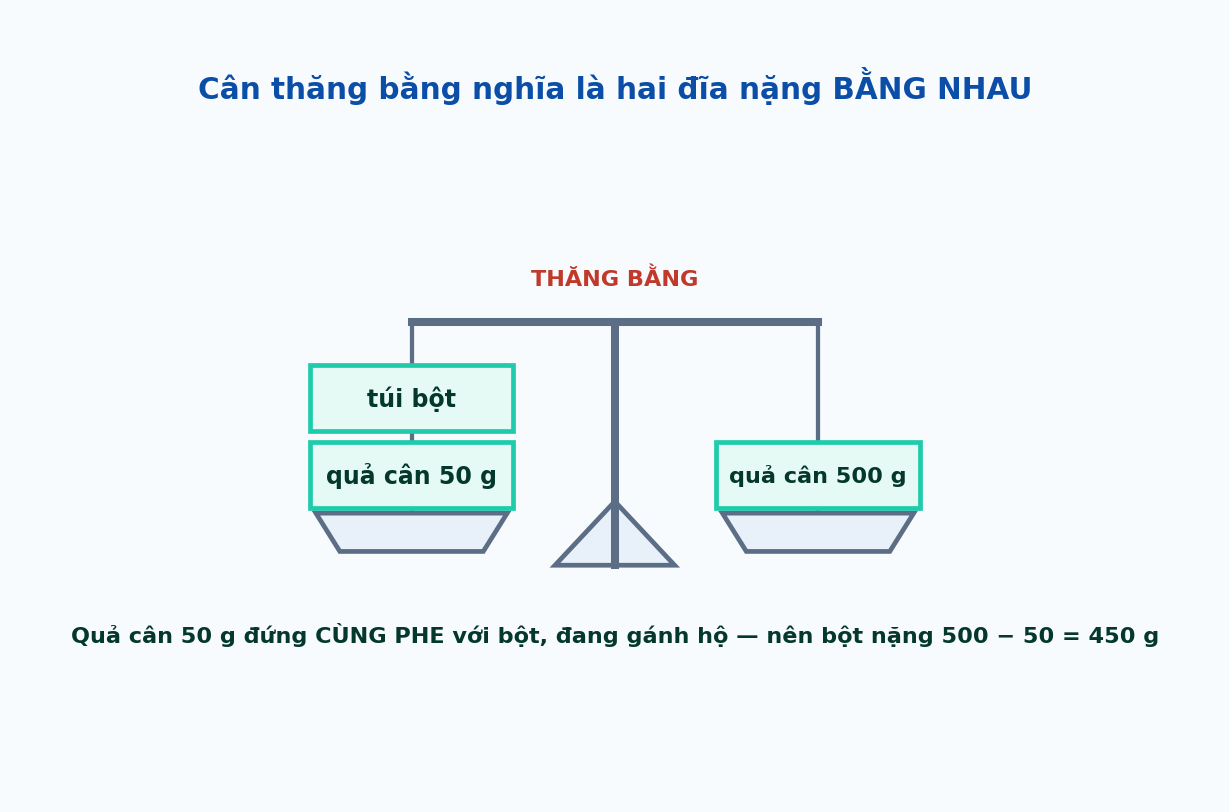 Cân thăng bằng nghĩa là hai đĩa nặng BẰNG NHAU
THĂNG BẰNG
túi bột
quả cân 50 g
quả cân 500 g
Quả cân 50 g đứng CÙNG PHE với bột, đang gánh hộ — nên bột nặng 500 − 50 = 450 g